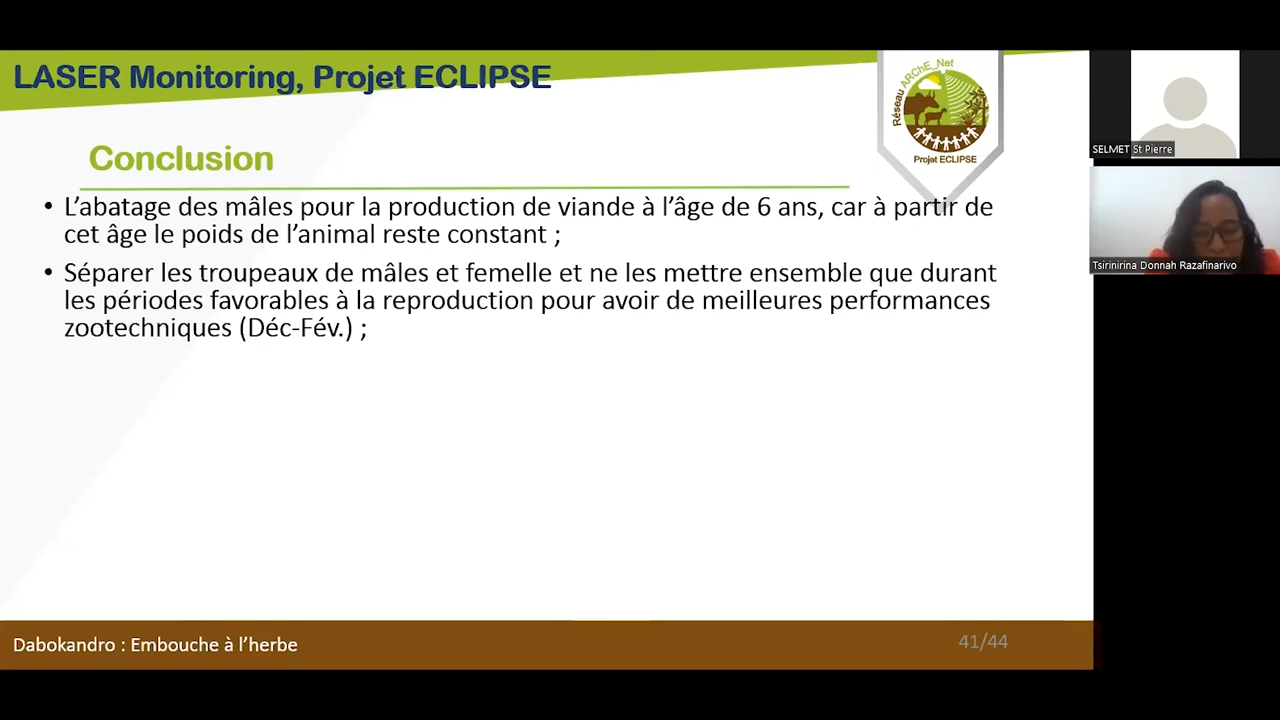 LASER Monitoring, Projet ECLIPSE
Réseau ARChE_Net
Projet ECLIPSE
Conclusion
• L'abatage des mâles pour la production de viande à l'âge de 6 ans, car à partir de
cet âge le poids de l'animal reste constant ;
• Séparer les troupeaux de mâles et femelle et ne les mettre ensemble que durant
les périodes favorables à la reproduction pour avoir de meilleures performances
zootechniques (Déc-Fév.) ;
Dabokandro : Embouche à l'herbe
41/44
SELMET St Pierre
Tsirinirina Donnah Razafinarivo